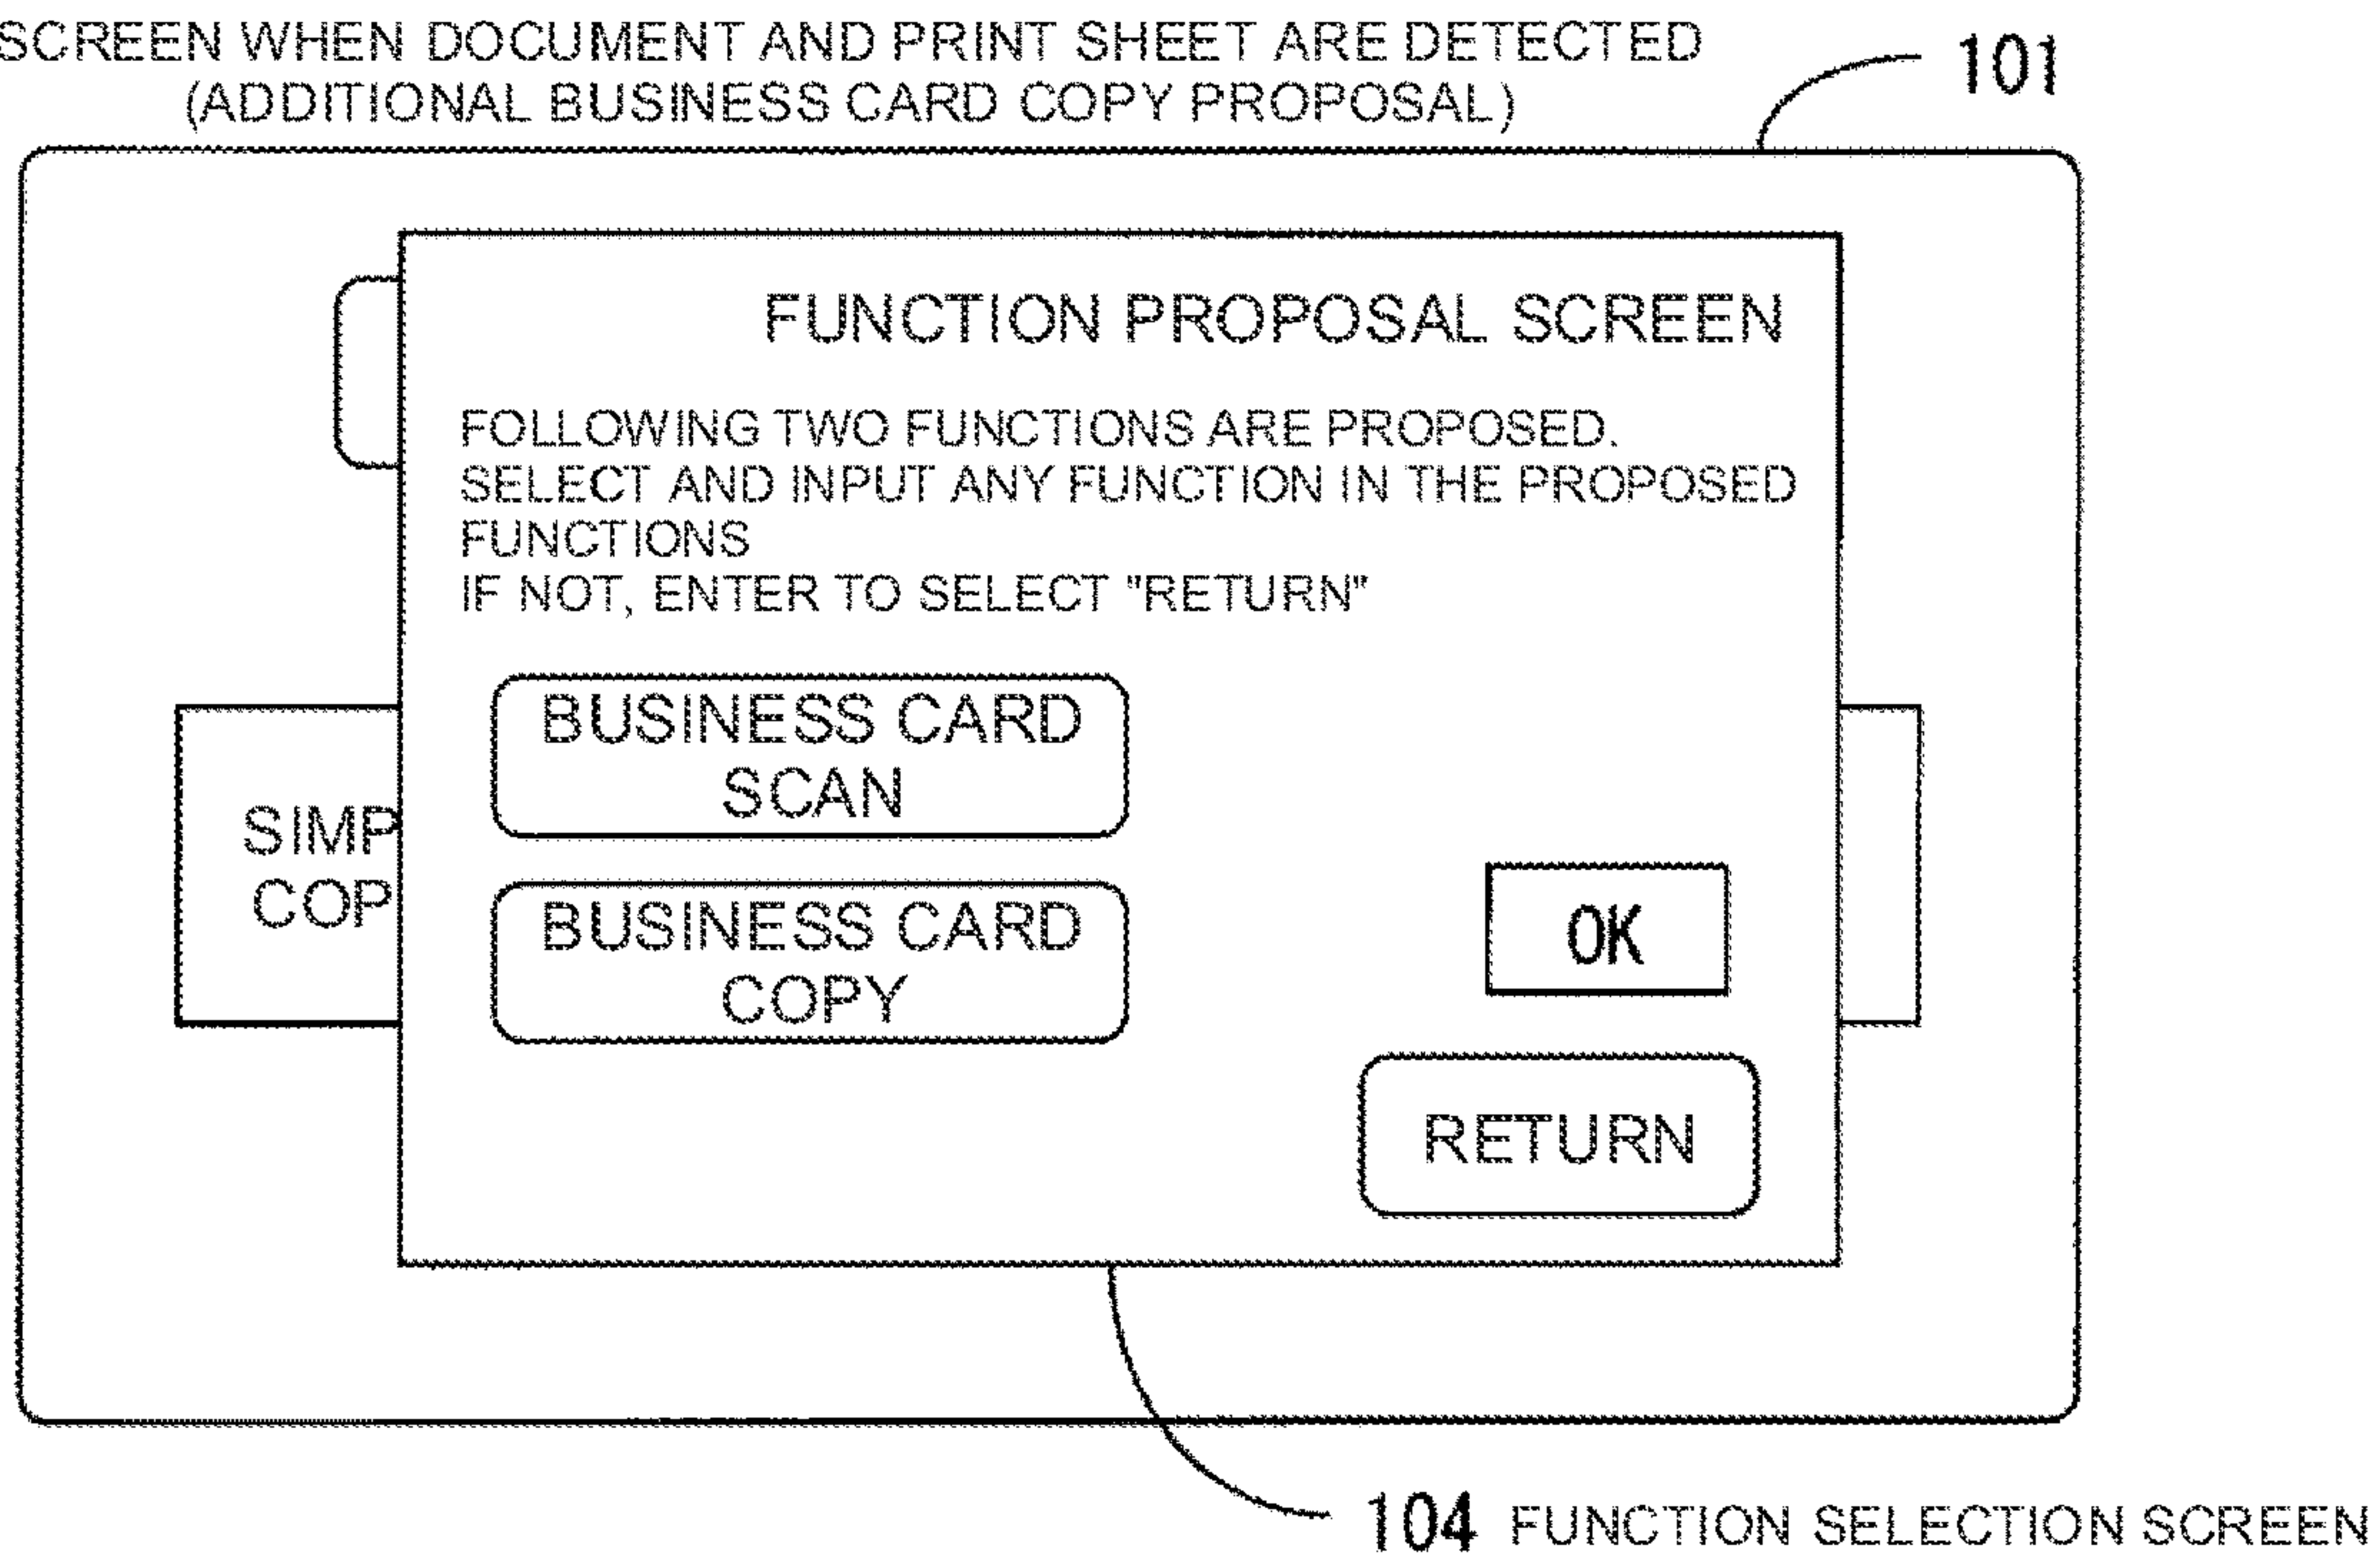 SCREEN WHEN DOCUMENT AND PRINT SHEET ARE DETECTED
(ADDITIONAL BUSINESS CARD COPY PROPOSAL)
101
FUNCTION PROPOSAL SCREEN
FOLLOWING TWO FUNCTIONS ARE PROPOSED.
SELECT AND INPUT ANY FUNCTION IN THE PROPOSED
FUNCTIONS
IF NOT, ENTER TO SELECT "RETURN"
BUSINESS CARD
SCAN
SIMP
COP
BUSINESS CARD
COPY
OK
RETURN
104 FUNCTION SELECTION SCREEN